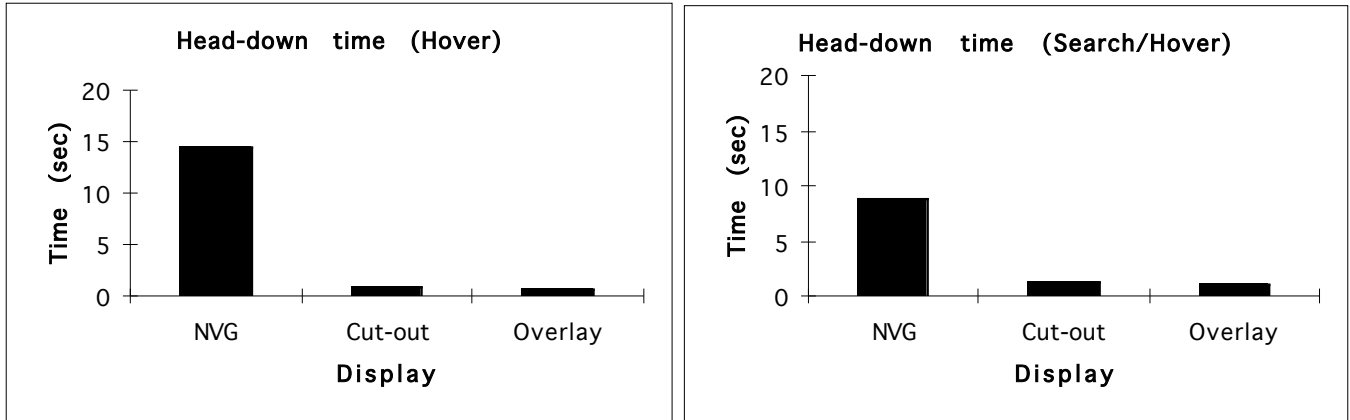 Head-down time (Hover)
20
15
10
5
0
Time (sec)
NVG Cut-out Overlay
Display
Head-down time (Search/Hover)
20
15
10
5
0
Time (sec)
NVG Cut-out Overlay
Display